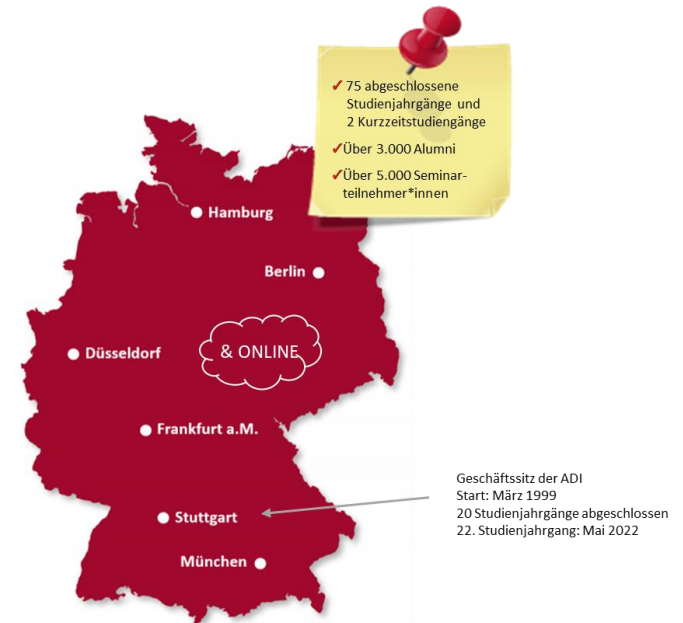 ✓ 75 abgeschlossene
Studienjahrgänge und
2 Kurzzeitstudiengänge
✓Über 3.000 Alumni
✓Über 5.000 Seminar-
teilnehmer*innen
Hamburg
Berlin
Düsseldorf
& ONLINE
Frankfurt a.M.
Geschäftssitz der ADI
Start: März 1999
20 Studienjahrgänge abgeschlossen
22. Studienjahrgang: Mai 2022
Stuttgart
München